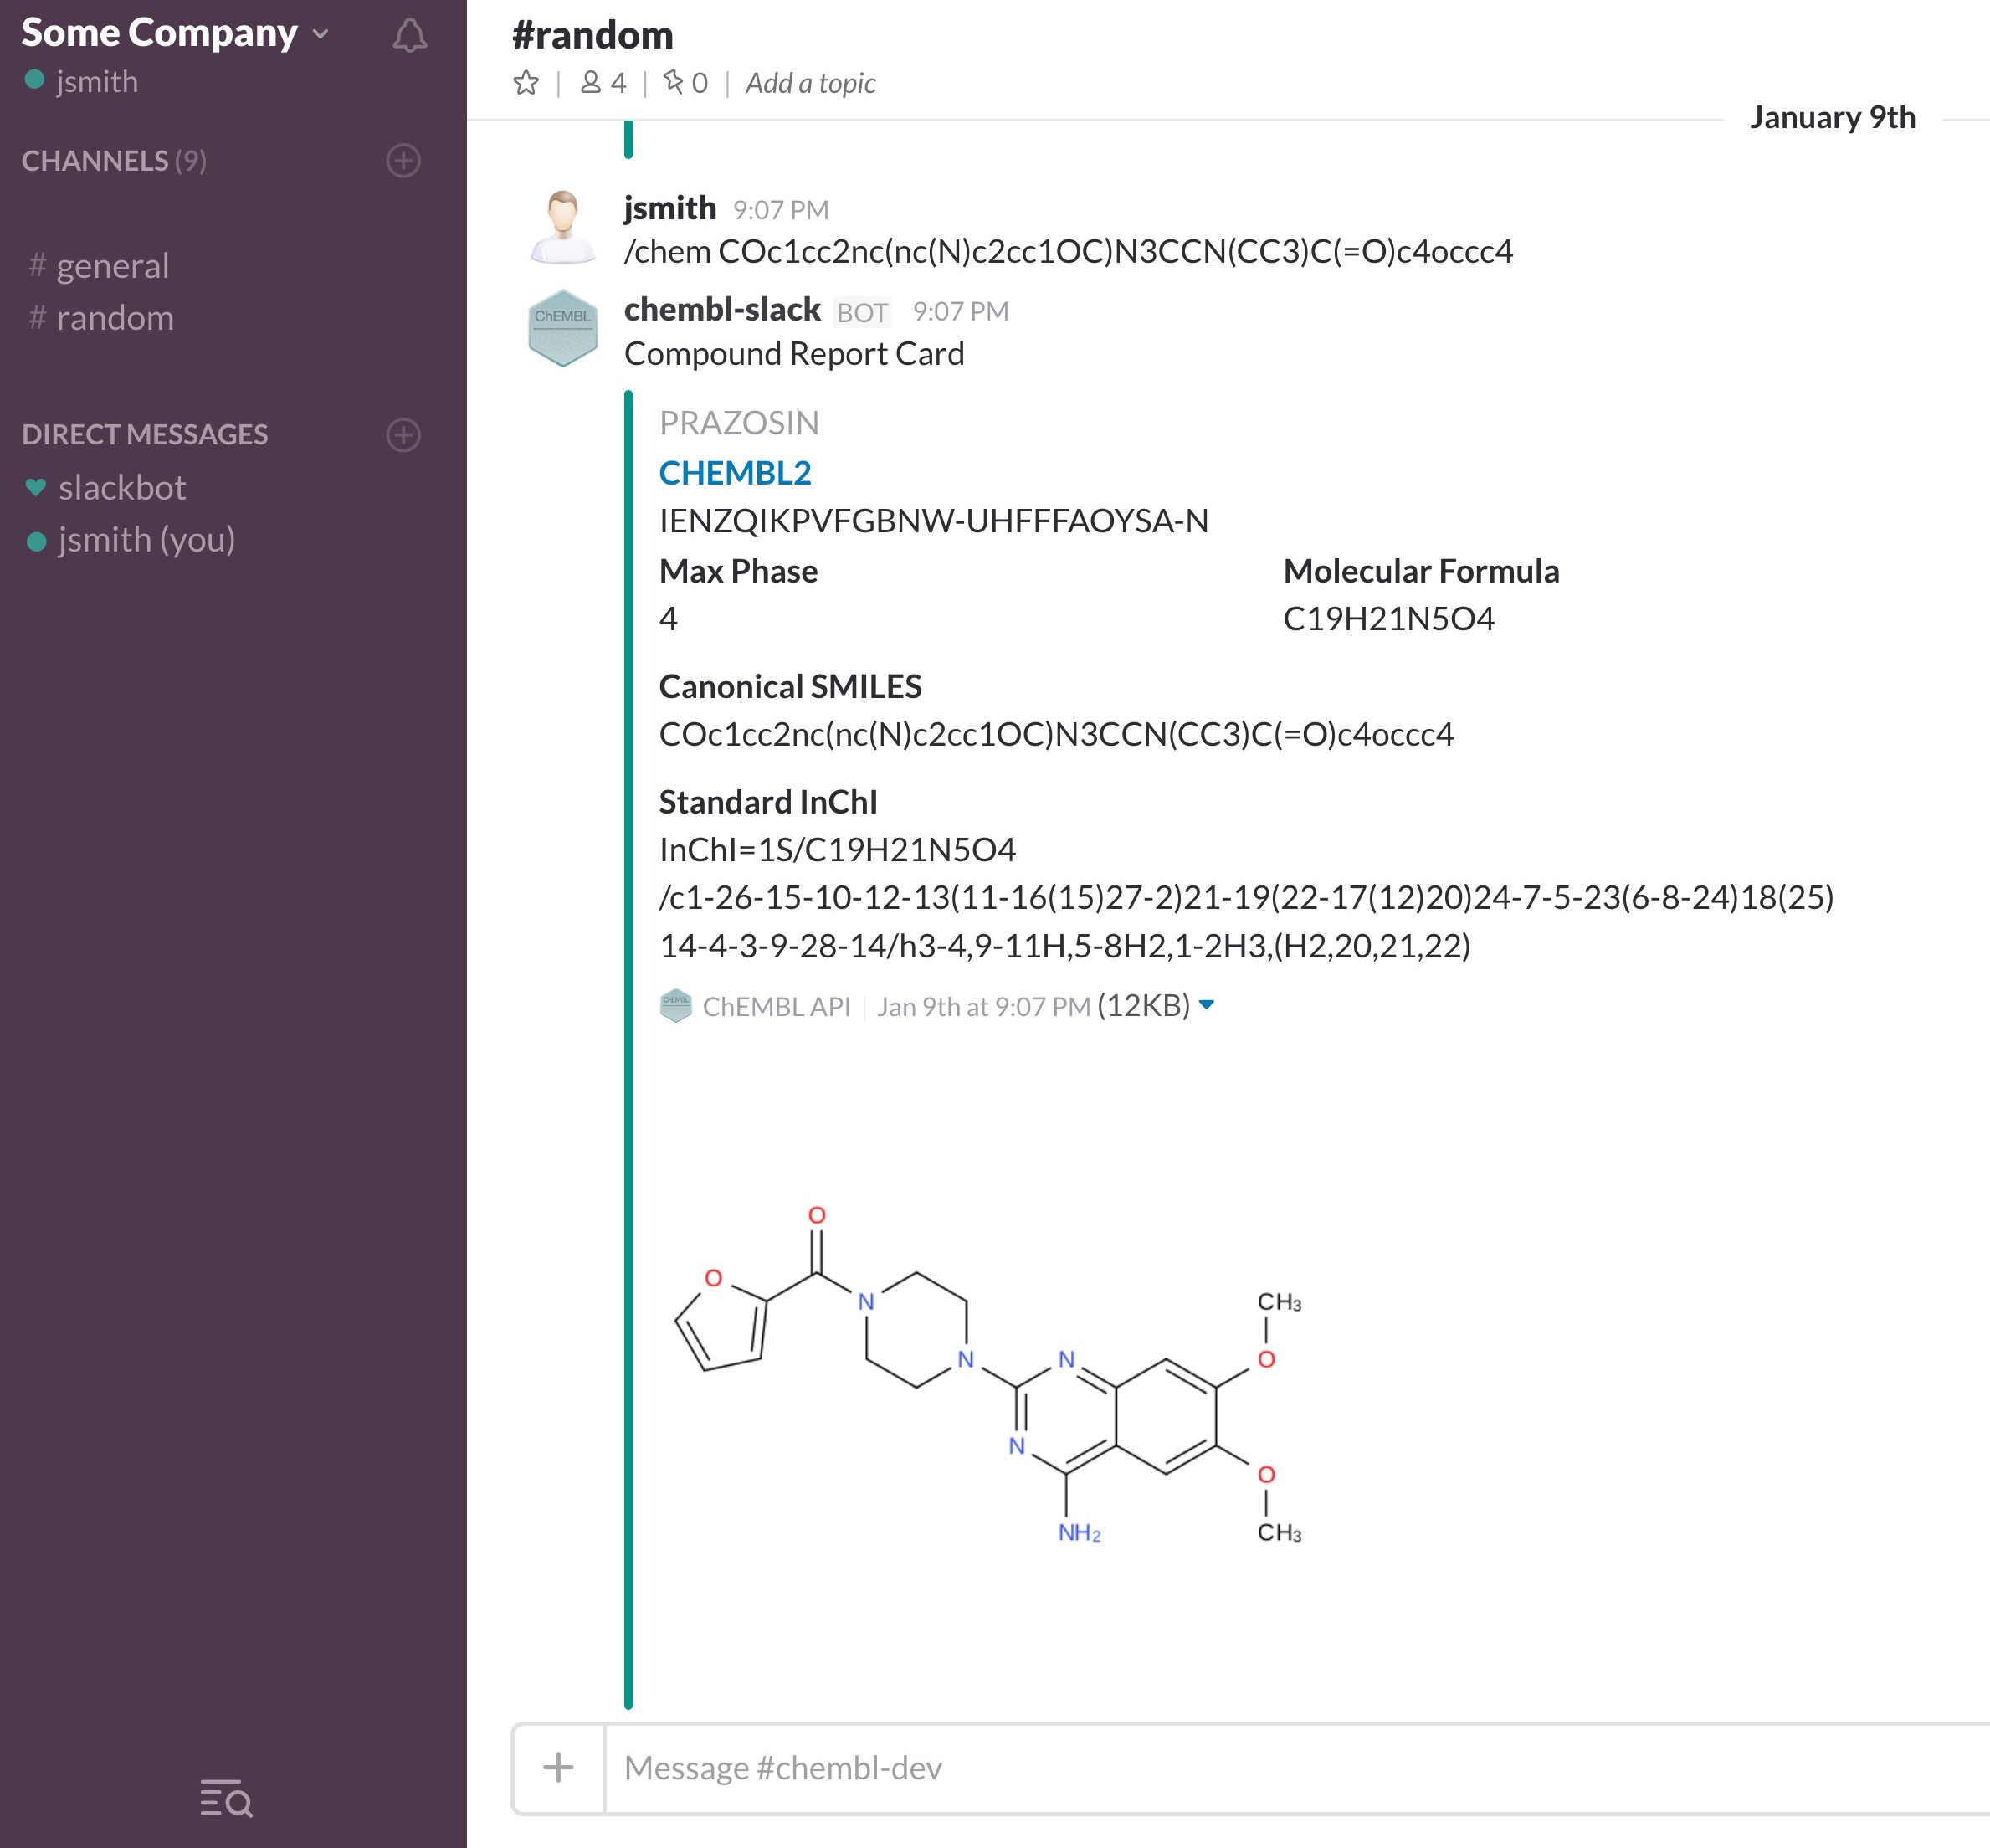 Some Company
jsmith
CHANNELS (9)
# general
# random
DIRECT MESSAGES
slackbot
jsmith (you)
#random
4 | 0 | Add a topic
January 9th
jsmith 9:07 PM
/chem COc1cc2nc(nc(N)c2cc1OC)N3CCN(CC3)C(=O)c4occc4
ChEMBL
chembl-slack BOT 9:07 PM
Compound Report Card
PRAZOSIN
CHEMBL2
IENZQIKPVFGBNW-UHFFFAOYSA-N
Max Phase
4
Molecular Formula
C19H21N5O4
Canonical SMILES
COc1cc2nc(nc(N)c2cc1OC)N3CCN(CC3)C(=O)c4occc4
Standard InChI
InChI=1S/C19H21N5O4
/c1-26-15-10-12-13(11-16(15)27-2)21-19(22-17(12)20)24-7-5-23(6-8-24)18(25)
14-4-3-9-28-14/h3-4,9-11H,5-8H2,1-2H3,(H2,20,21,22)
ChEMBL
ChEMBL API | Jan 9th at 9:07 PM (12KB)
O
O
N
CH₃
N
N
O
N
O
NH₂
CH₃
Message #chembl-dev